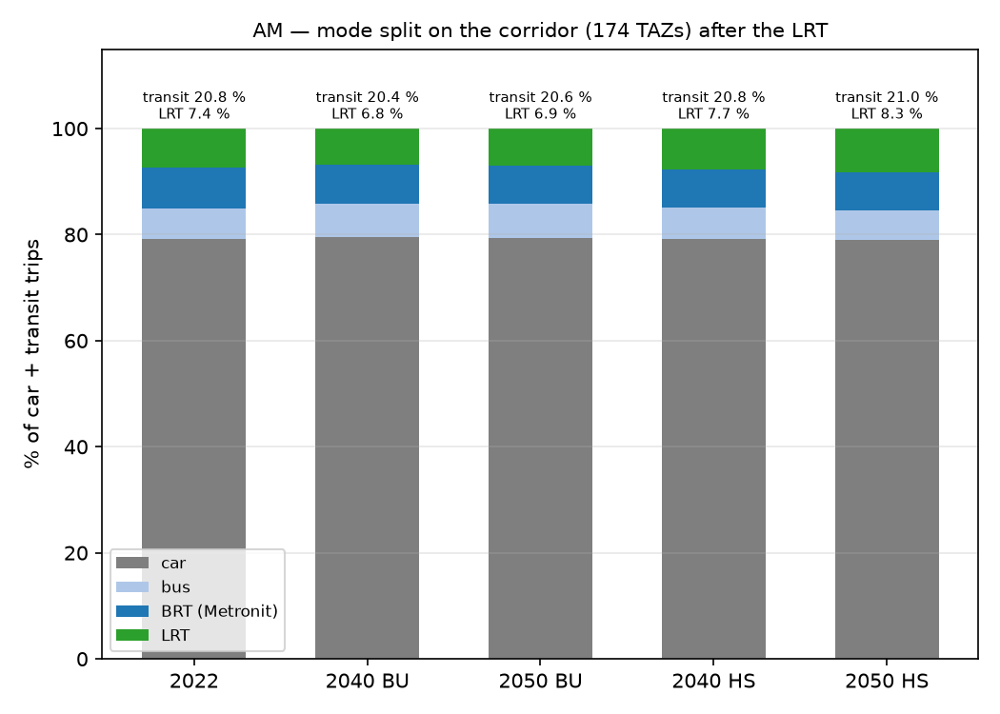 AM — mode split on the corridor (174 TAZs) after the LRT
transit 20.8 %
LRT 7.4 %
transit 20.4 %
LRT 6.8 %
transit 20.6 %
LRT 6.9 %
transit 20.8 %
LRT 7.7 %
transit 21.0 %
LRT 8.3 %
% of car + transit trips
100
80
60
40
20
0
car
bus
BRT (Metronit)
LRT
2022
2040 BU
2050 BU
2040 HS
2050 HS